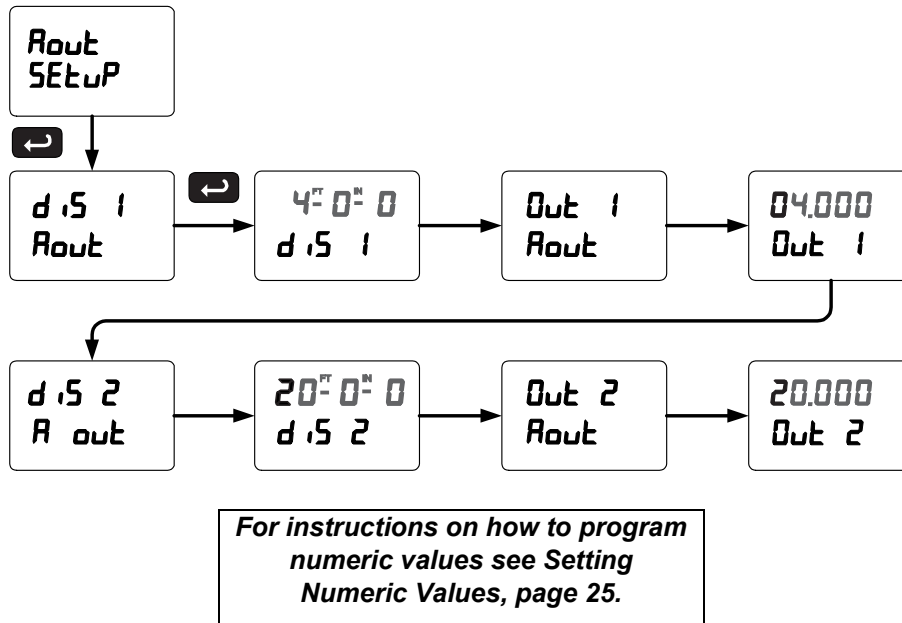 Aout
SEtuP
diS 1
Aout
4FT 0IN 0
diS 1
Out 1
Aout
04.000
Out 1
diS 2
A out
20FT 0IN 0
diS 2
Out 2
Aout
20.000
Out 2
For instructions on how to program
numeric values see Setting
Numeric Values, page 25.